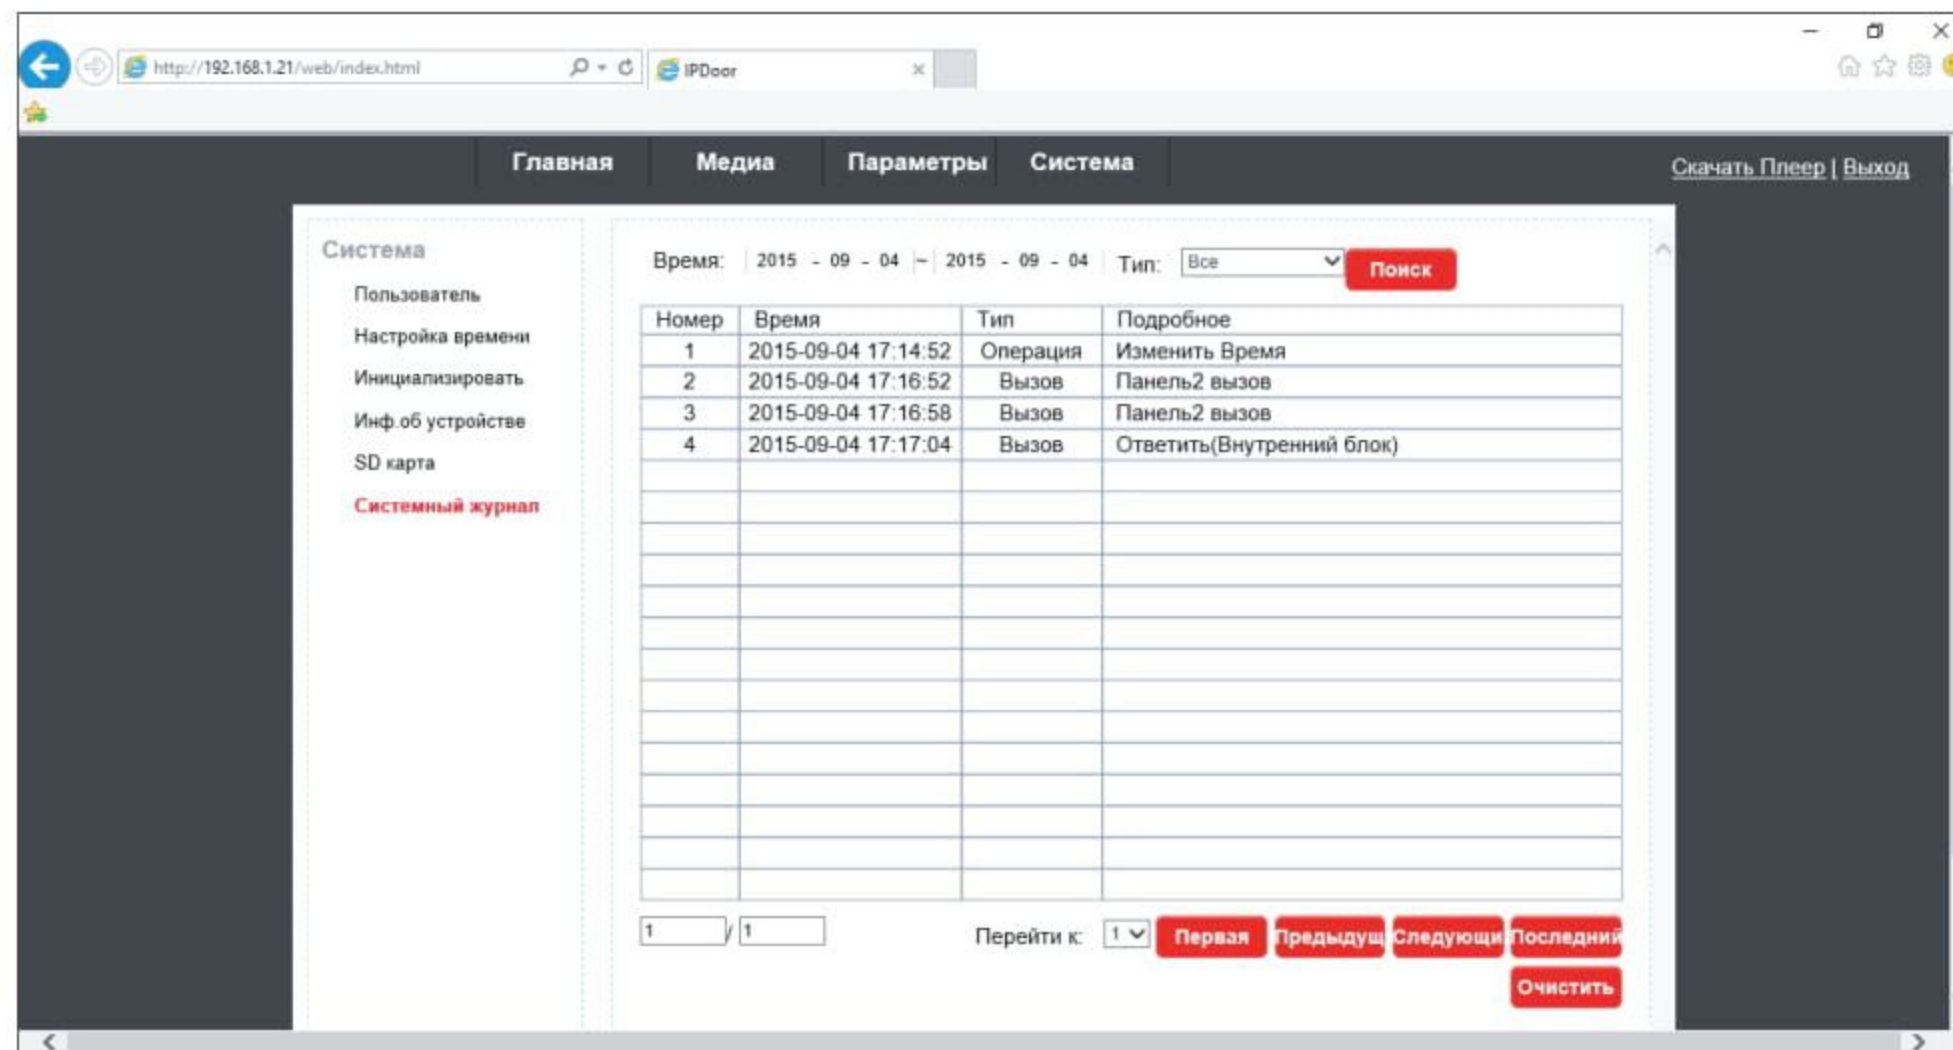 http://192.168.1.21/web/index.html IPDoor
Главная Медиа Параметры Система
Скачать Плеер | Выход
Система
Пользователь
Настройка времени
Инициализировать
Инф.об устройстве
SD карта
Системный журнал
Время: 2015 - 09 - 04 ~ 2015 - 09 - 04 Тип: Все Поиск
Номер Время Тип Подробное
1 2015-09-04 17:14:52 Операция Изменить Время
2 2015-09-04 17:16:52 Вызов Панель2 вызов
3 2015-09-04 17:16:58 Вызов Панель2 вызов
4 2015-09-04 17:17:04 Вызов Ответить(Внутренний блок)
1 / 1 Перейти к: 1 Первая Предыдущ Следующи Последний
Очистить